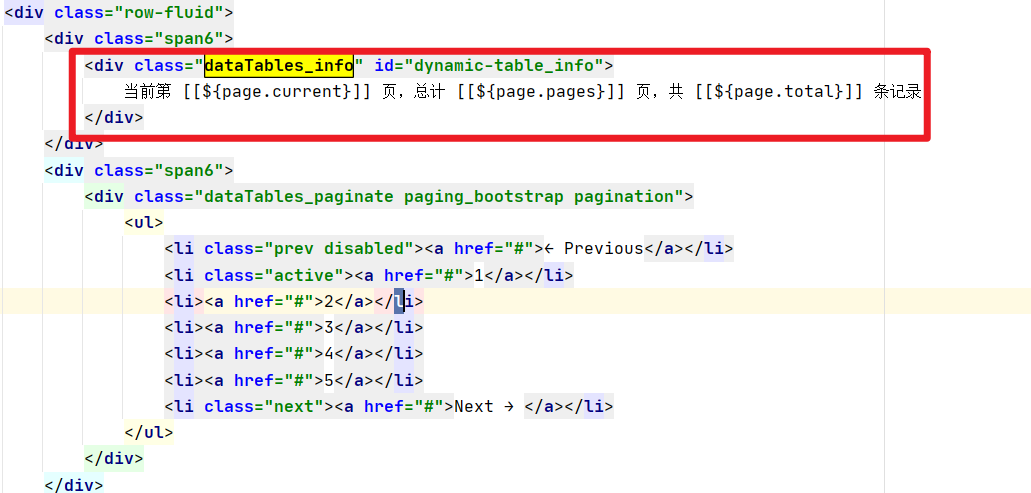 <div class="row-fluid">
<div class="span6">
<div class="dataTables_info" id="dynamic-table_info">
当前第 [[${page.current}]] 页，总计 [[${page.pages}]] 页，共 [[${page.total}]] 条记录
</div>
</div>
<div class="span6">
<div class="dataTables_paginate paging_bootstrap pagination">
<ul>
<li class="prev disabled"><a href="#">← Previous</a></li>
<li class="active"><a href="#">1</a></li>
<li><a href="#">2</a></li>
<li><a href="#">3</a></li>
<li><a href="#">4</a></li>
<li><a href="#">5</a></li>
<li class="next"><a href="#">Next → </a></li>
</ul>
</div>
</div>